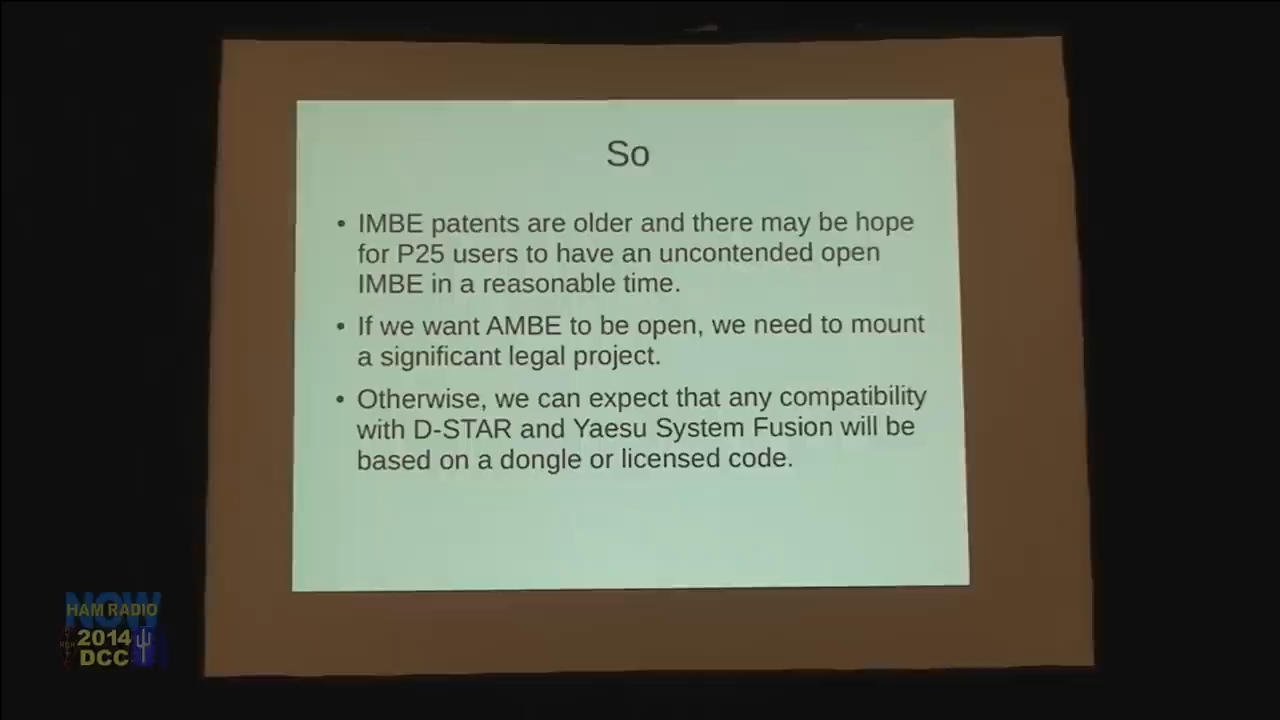 So
• IMBE patents are older and there may be hope
for P25 users to have an uncontended open
IMBE in a reasonable time.
• If we want AMBE to be open, we need to mount
a significant legal project.
• Otherwise, we can expect that any compatibility
with D-STAR and Yaesu System Fusion will be
based on a dongle or licensed code.
NOW
HAM RADIO
2014
DCC